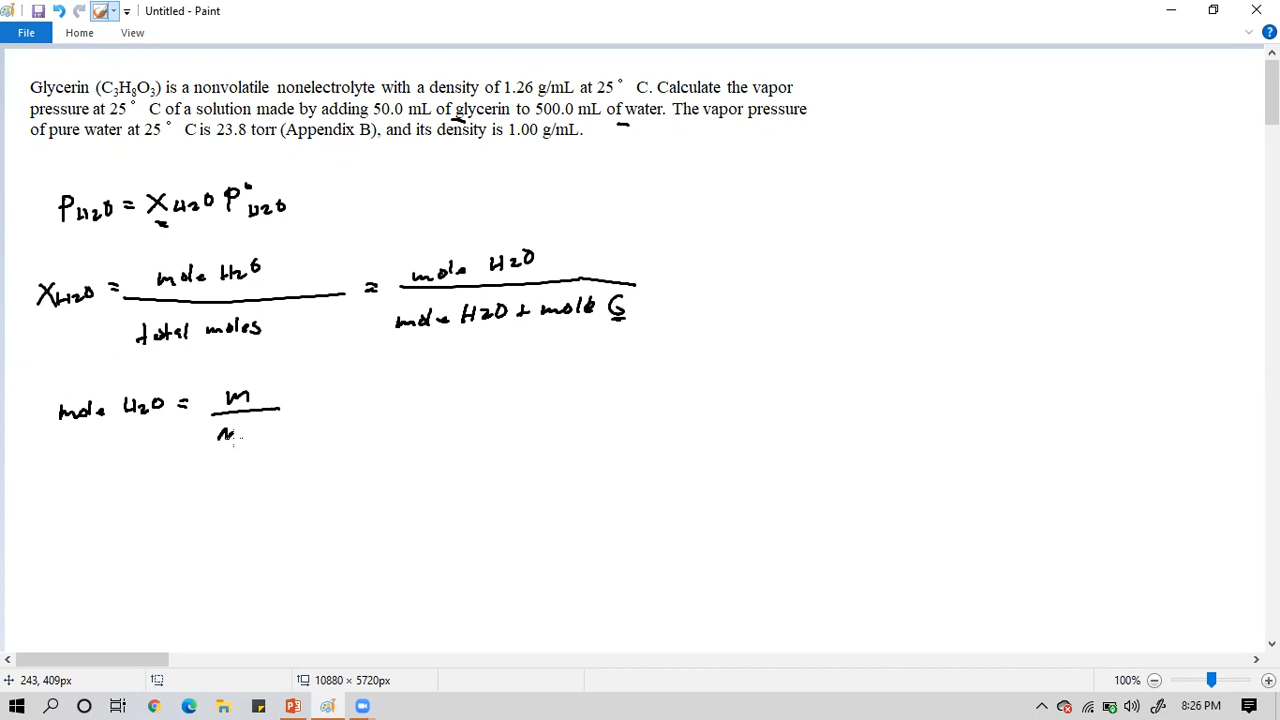 Untitled - Paint
File Home View
Glycerin (C₃H₈O₃) is a nonvolatile nonelectrolyte with a density of 1.26 g/mL at 25 ° C. Calculate the vapor
pressure at 25 ° C of a solution made by adding 50.0 mL of glycerin to 500.0 mL of water. The vapor pressure
of pure water at 25 ° C is 23.8 torr (Appendix B), and its density is 1.00 g/mL.
P H2O = X H2O P° H2O
X H2O = mole H2O / total moles = mole H2O / mole H2O + mole G
mole H2O = m / M
243, 409px 10880 × 5720px 100%
8:26 PM